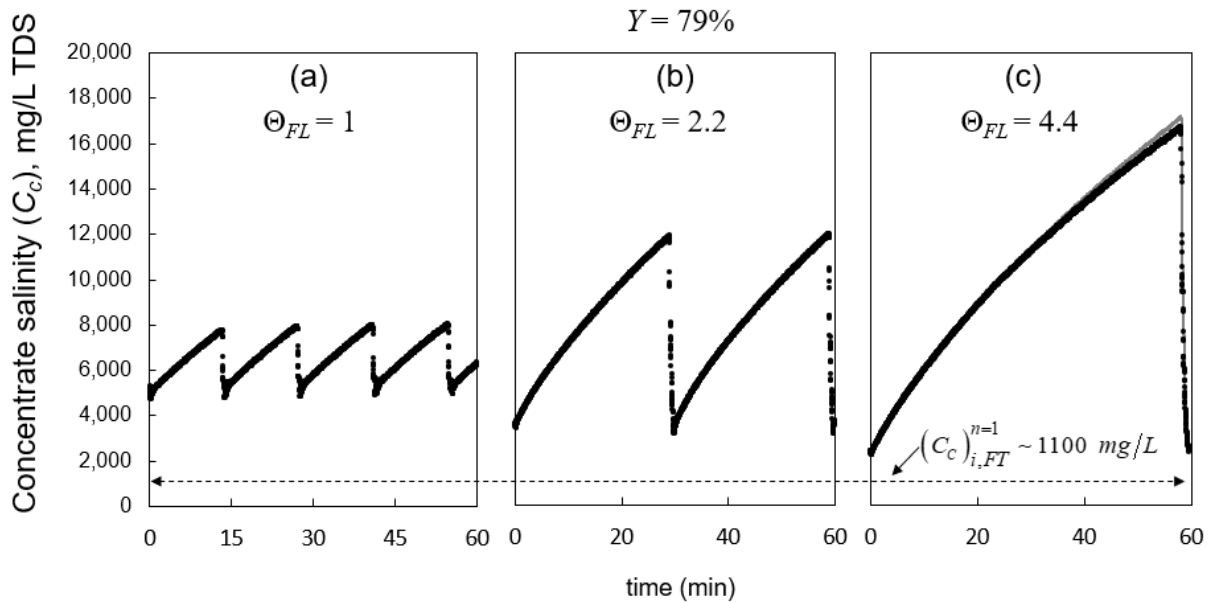 Y = 79%
Concentrate salinity (C_c), mg/L TDS
20,000
18,000
16,000
14,000
12,000
10,000
8,000
6,000
4,000
2,000
0
(a)
Θ_FL = 1
0 15 30 45 60
(b)
Θ_FL = 2.2
0 20 40 60
(c)
Θ_FL = 4.4
(C_C)_{i,FT}^{n=1} ~ 1100 mg/L
0 20 40 60
time (min)